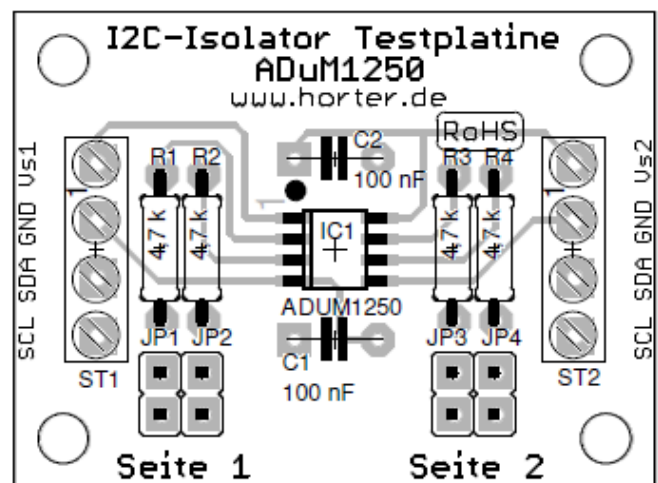 I2C-Isolator Testplatine
ADuM1250
www.horter.de
RoHS
C2
100 nF
R1 R2
R3 R4
1
1
1
SCL SDA GND Vs1
SCL SDA GND Vs2
4,7 k
4,7 k
4,7 k
4,7 k
IC1
ADUM1250
JP1 JP2
JP3 JP4
C1
100 nF
ST1
ST2
Seite 1
Seite 2